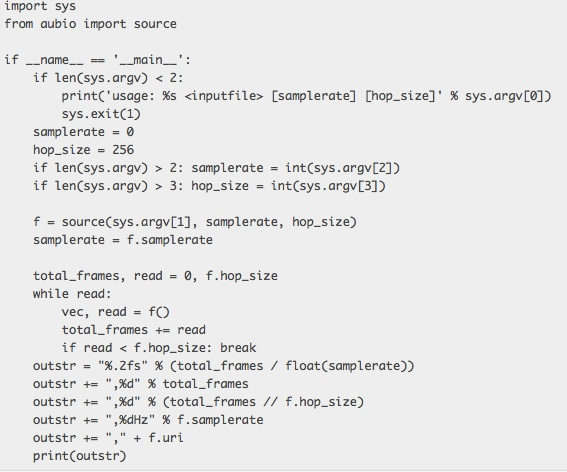 import sys
from aubio import source

if __name__ == '__main__':
    if len(sys.argv) < 2:
        print('usage: %s <inputfile> [samplerate] [hop_size]' % sys.argv[0])
        sys.exit(1)
    samplerate = 0
    hop_size = 256
    if len(sys.argv) > 2: samplerate = int(sys.argv[2])
    if len(sys.argv) > 3: hop_size = int(sys.argv[3])

    f = source(sys.argv[1], samplerate, hop_size)
    samplerate = f.samplerate

    total_frames, read = 0, f.hop_size
    while read:
        vec, read = f()
        total_frames += read
        if read < f.hop_size: break
    outstr = "%.2fs" % (total_frames / float(samplerate))
    outstr += ",%d" % total_frames
    outstr += ",%d" % (total_frames // f.hop_size)
    outstr += ",%dHz" % f.samplerate
    outstr += "," + f.uri
    print(outstr)